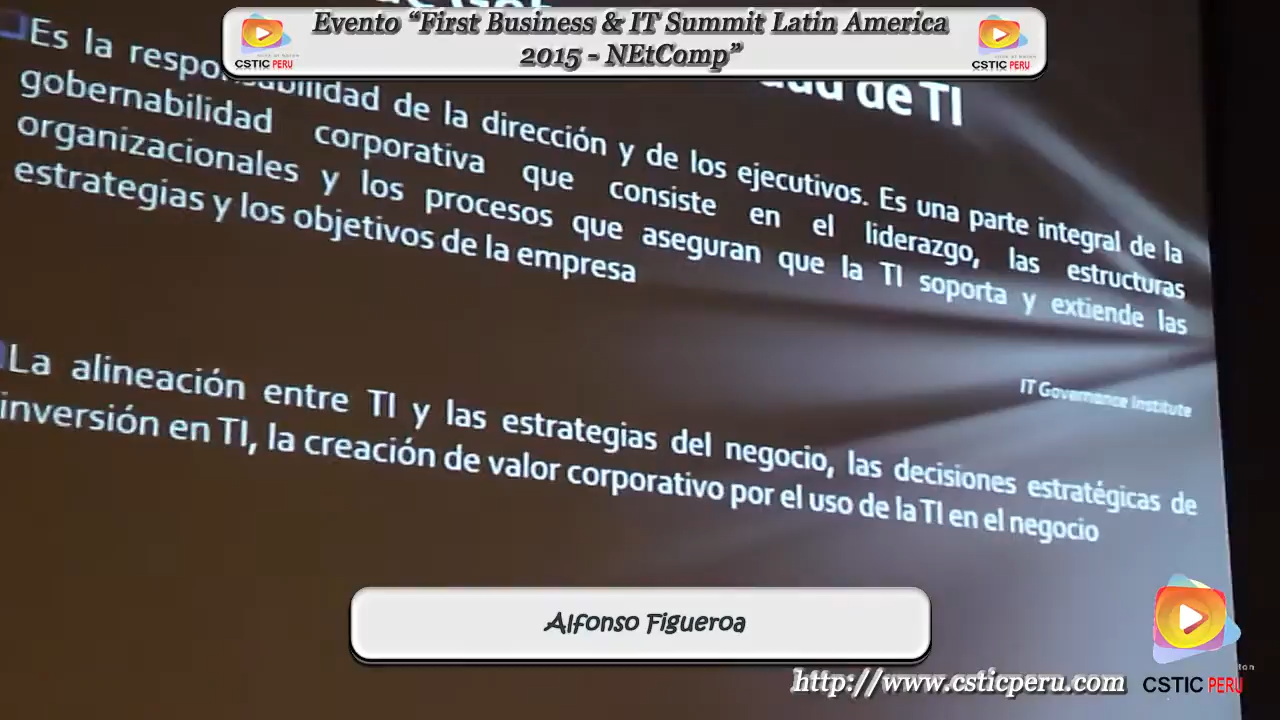 Evento “First Business & IT Summit Latin America
2015 - NEtComp”
CSTIC PERU
CSTIC PERU
de TI
Es la responsabilidad de la dirección y de los ejecutivos. Es una parte integral de la
gobernabilidad corporativa que consiste en el liderazgo, las estructuras
organizacionales y los procesos que aseguran que la TI soporta y extiende las
estrategias y los objetivos de la empresa
IT Governance Institute
La alineación entre TI y las estrategias del negocio, las decisiones estratégicas de
inversión en TI, la creación de valor corporativo por el uso de la TI en el negocio
Alfonso Figueroa
http://www.csticperu.com
CSTIC PERU